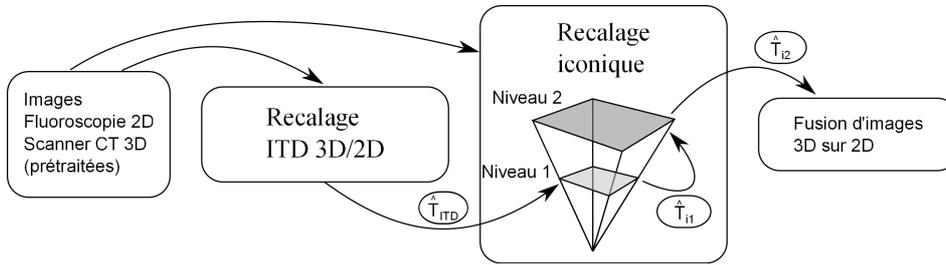 Images
Fluoroscopie 2D
Scanner CT 3D
(prétraitées)
Recalage
ITD 3D/2D
T̂ITD
Recalage
iconique
Niveau 2
Niveau 1
T̂i1
T̂i2
Fusion d'images
3D sur 2D